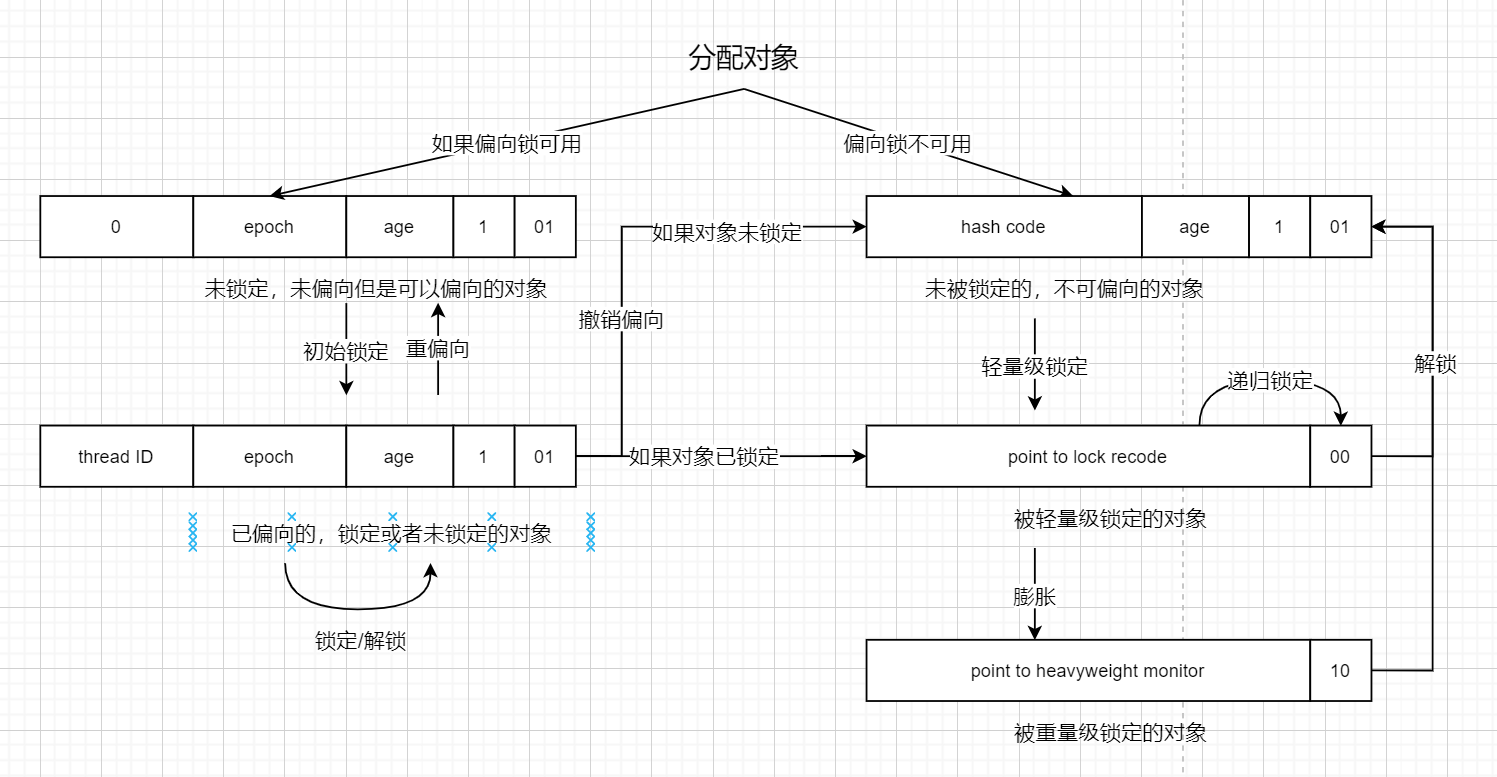 分配对象
如果偏向锁可用
偏向锁不可用
0 epoch age 1 01
hash code age 1 01
如果对象未锁定
未锁定，未偏向但是可以偏向的对象
未被锁定的，不可偏向的对象
撤销偏向
初始锁定
重偏向
轻量级锁定
解锁
递归锁定
thread ID epoch age 1 01
如果对象已锁定
point to lock recode 00
已偏向的，锁定或者未锁定的对象
被轻量级锁定的对象
膨胀
锁定/解锁
point to heavyweight monitor 10
被重量级锁定的对象